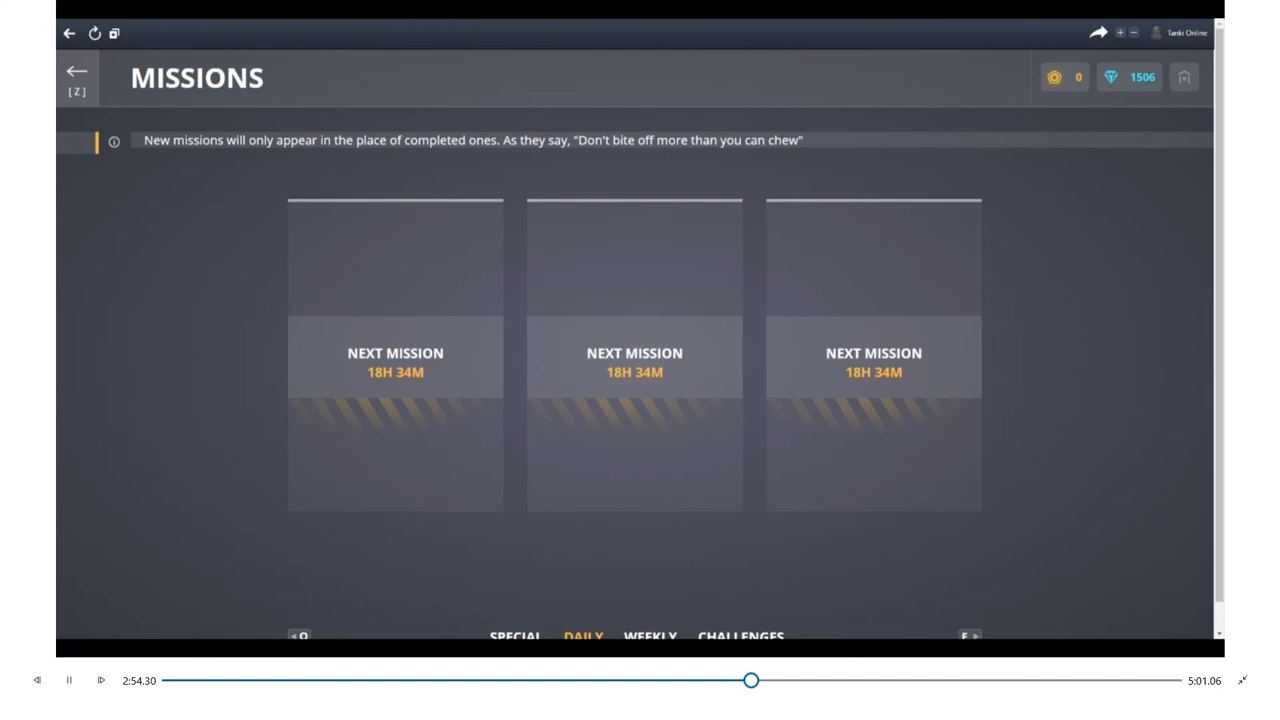 Tanki Online
[Z]
MISSIONS
0
1506
New missions will only appear in the place of completed ones. As they say, "Don't bite off more than you can chew"
NEXT MISSION
18H 34M
NEXT MISSION
18H 34M
NEXT MISSION
18H 34M
Q SPECIAL DAILY WEEKLY CHALLENGES E
2:54.30
5:01.06